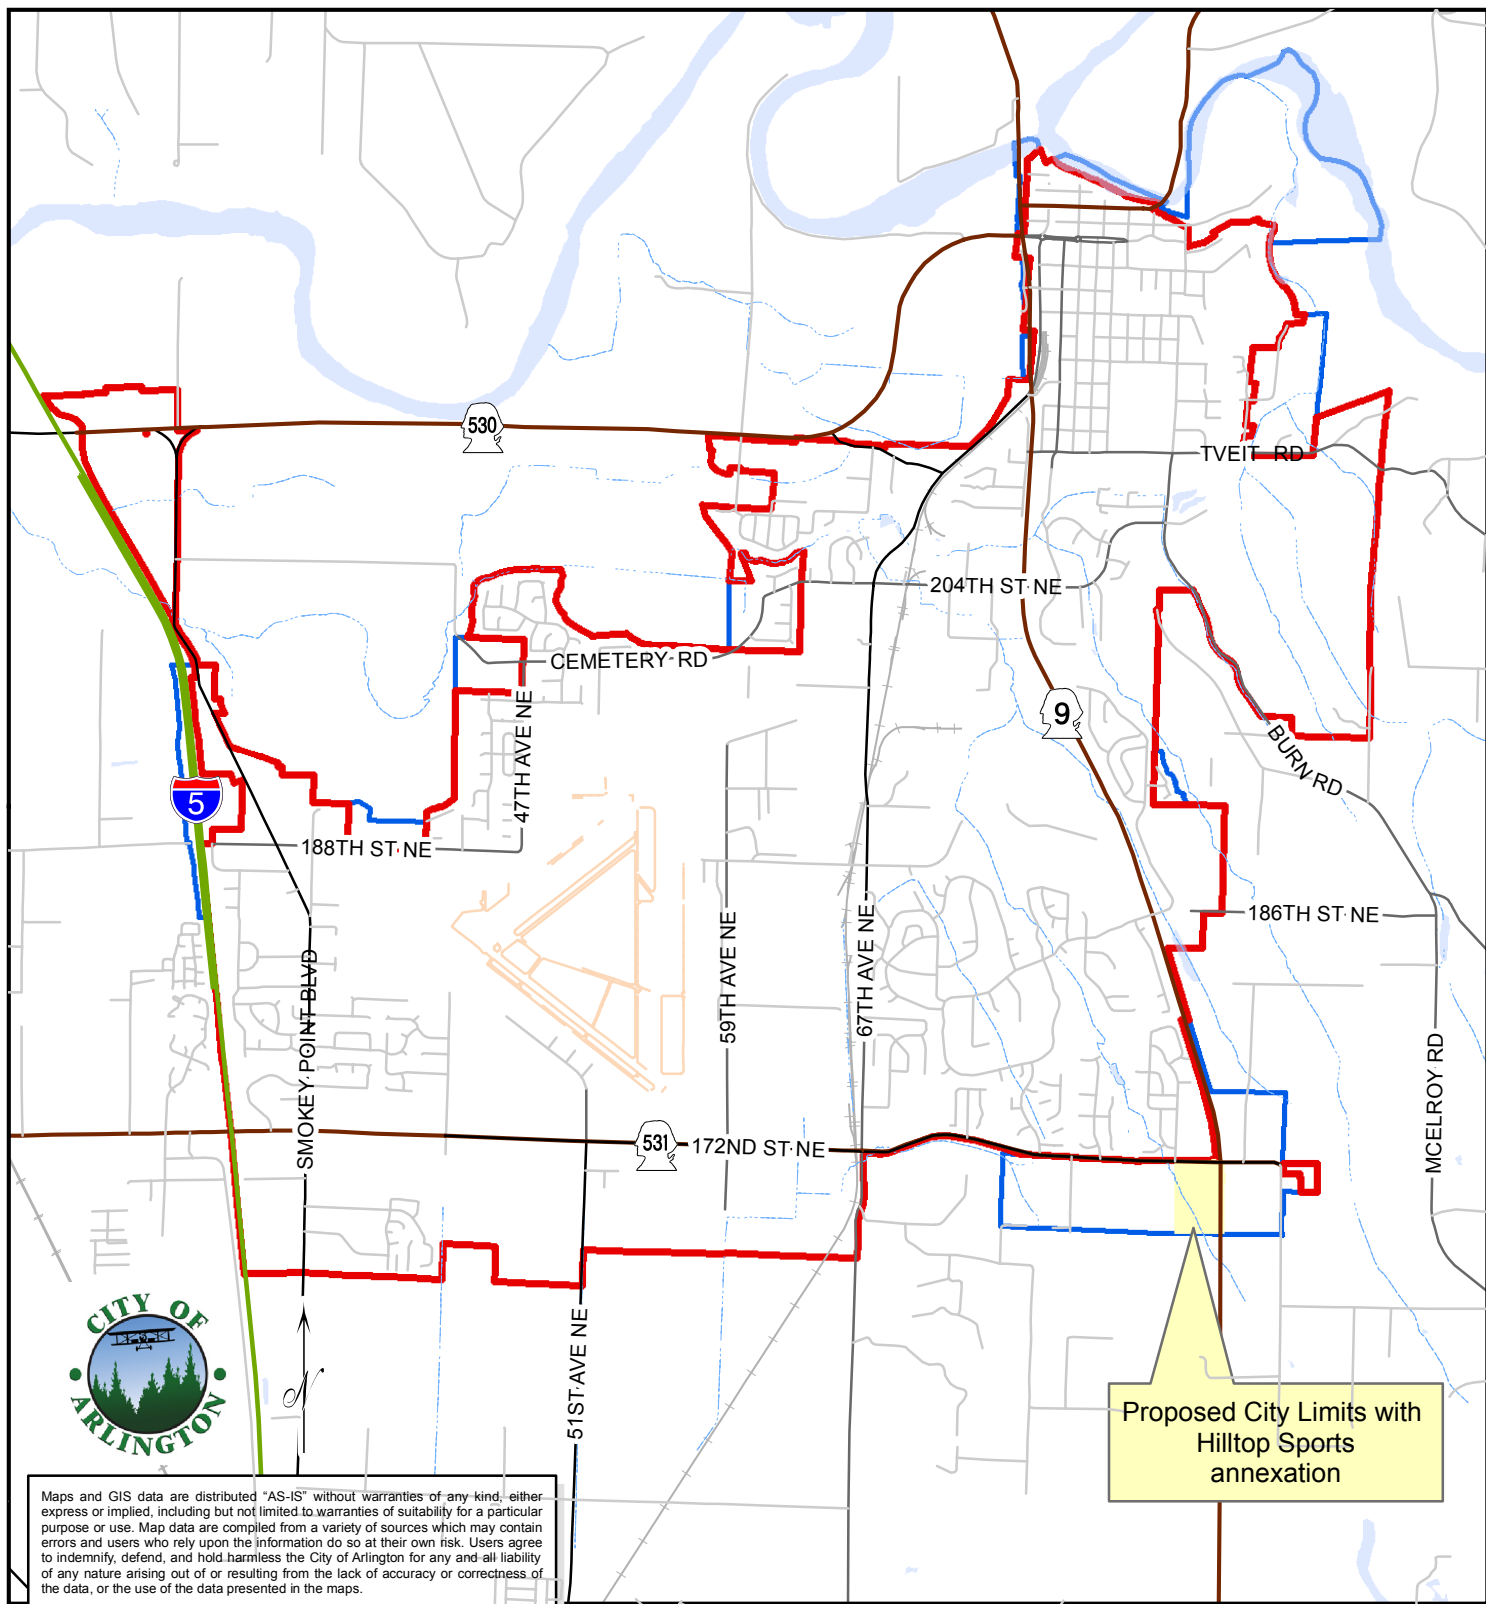 530
TVEIT RD
204TH ST NE
CEMETERY RD
9
47TH AVE NE
BURN RD
5
188TH ST NE
186TH ST NE
59TH AVE NE
67TH AVE NE
SMOKEY POINT BLVD
MCELROY RD
531
172ND ST NE
51ST AVE NE
N
CITY OF
ARLINGTON
Proposed City Limits with
Hilltop Sports
annexation
Maps and GIS data are distributed “AS-IS” without warranties of any kind, either
express or implied, including but not limited to warranties of suitability for a particular
purpose or use. Map data are compiled from a variety of sources which may contain
errors and users who rely upon the information do so at their own risk. Users agree
to indemnify, defend, and hold harmless the City of Arlington for any and all liability
of any nature arising out of or resulting from the lack of accuracy or correctness of
the data, or the use of the data presented in the maps.